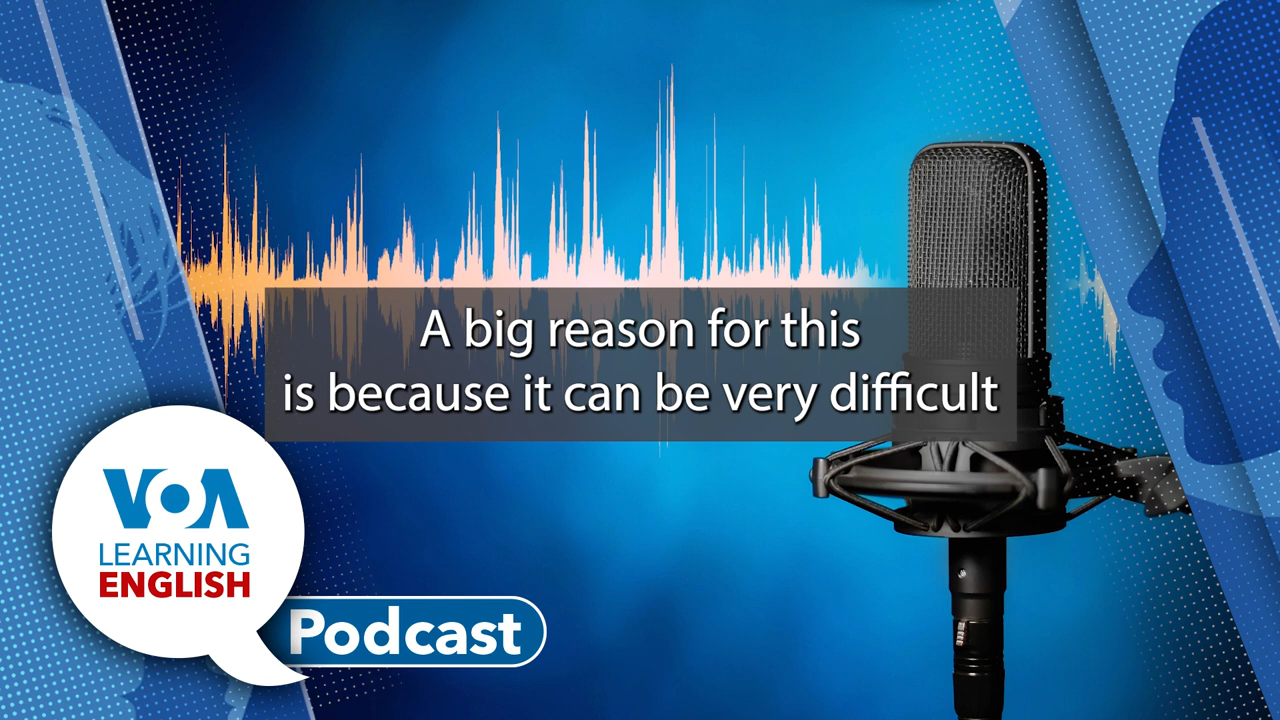 A big reason for this
is because it can be very difficult
VOA
LEARNING
ENGLISH
Podcast